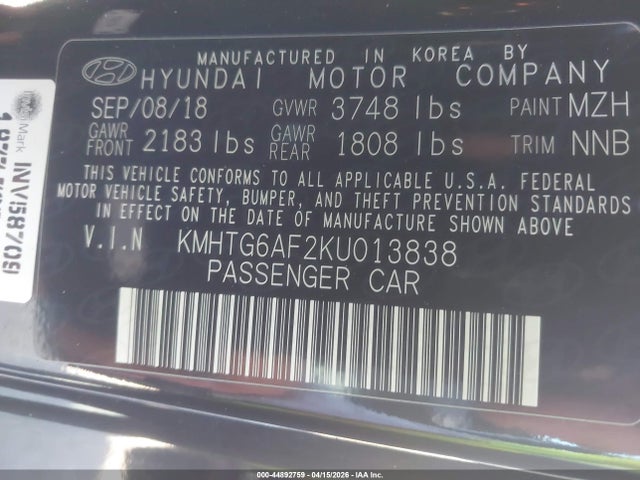 MANUFACTURED IN KOREA BY
HYUNDAI MOTOR COMPANY
SEP/08/18 GVWR 3748 lbs PAINT MZH
GAWR FRONT 2183 lbs GAWR REAR 1808 lbs TRIM NNB
THIS VEHICLE CONFORMS TO ALL APPLICABLE U.S.A. FEDERAL
MOTOR VEHICLE SAFETY, BUMPER, AND THEFT PREVENTION STANDARDS
IN EFFECT ON THE DATE OF MANUFACTURE SHOWN ABOVE
V.I.N KMHTG6AF2KU013838
PASSENGER CAR
Mark
000-44892759 - 04/15/2026 - IAA Inc.